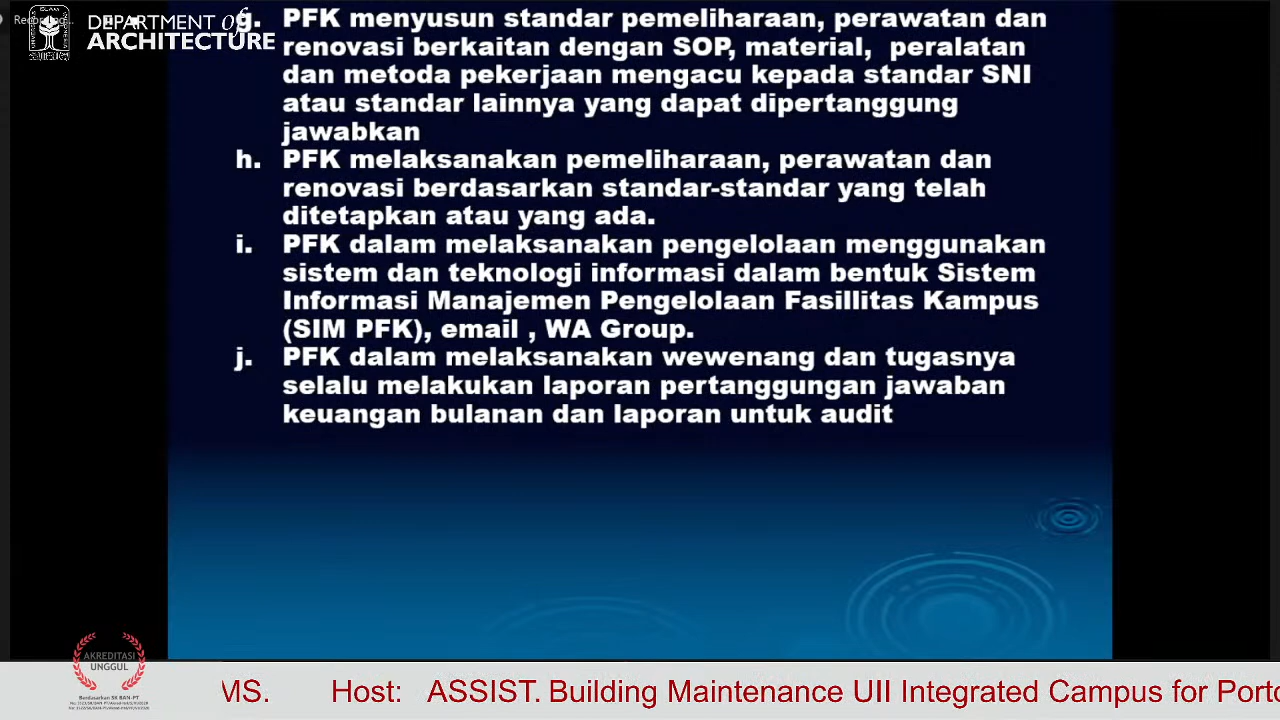 DEPARTMENT of
ARCHITECTURE
g. PFK menyusun standar pemeliharaan, perawatan dan
renovasi berkaitan dengan SOP, material, peralatan
dan metoda pekerjaan mengacu kepada standar SNI
atau standar lainnya yang dapat dipertanggung
jawabkan
h. PFK melaksanakan pemeliharaan, perawatan dan
renovasi berdasarkan standar-standar yang telah
ditetapkan atau yang ada.
i. PFK dalam melaksanakan pengelolaan menggunakan
sistem dan teknologi informasi dalam bentuk Sistem
Informasi Manajemen Pengelolaan Fasillitas Kampus
(SIM PFK), email , WA Group.
j. PFK dalam melaksanakan wewenang dan tugasnya
selalu melakukan laporan pertanggungan jawaban
keuangan bulanan dan laporan untuk audit
AKREDITASI
UNGGUL
Berdasarkan SK BAN-PT
MS. Host: ASSIST Building Maintenance UII Integrated Campus for Porto